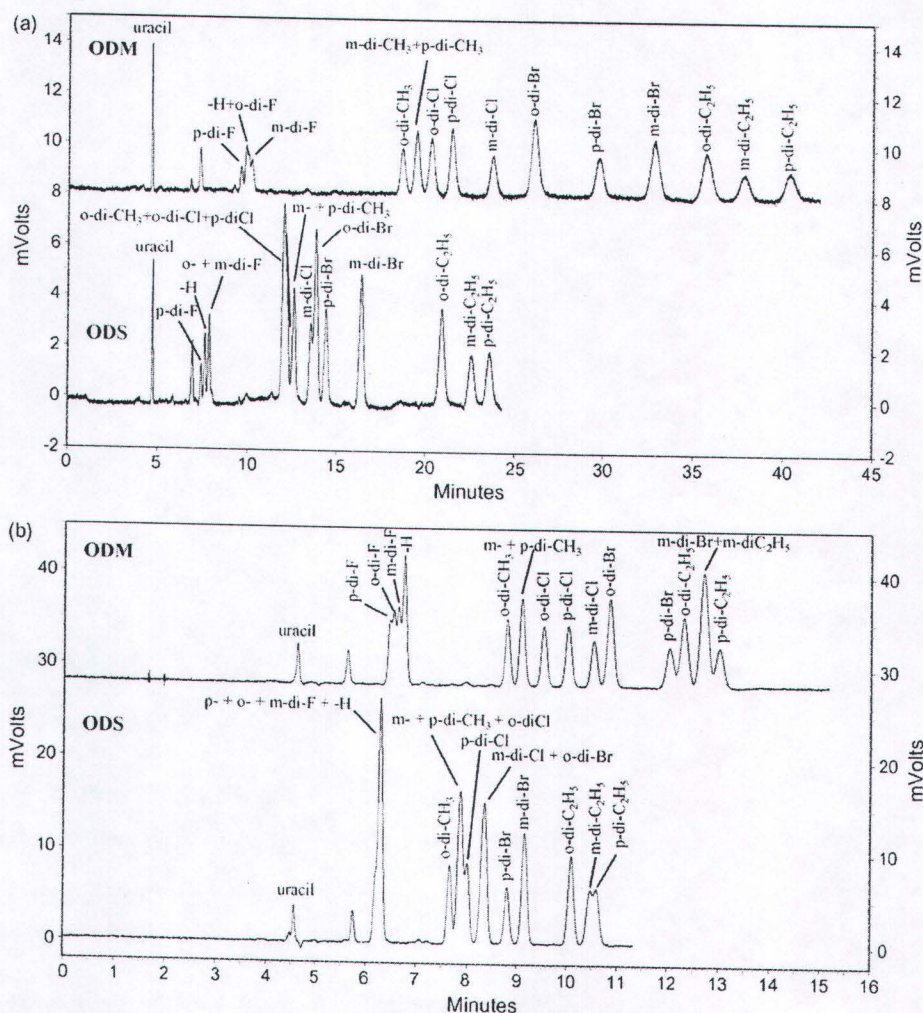 (a)
uracil
ODM
m-di-CH3+p-di-CH3
-H+o-di-F
p-di-F
m-di-F
o-di-CH3
o-di-Cl
p-di-Cl
m-di-Cl
o-di-Br
p-di-Br
m-di-Br
o-di-C2H5
m-di-C2H5
p-di-C2H5
14
12
10
8
6
4
2
0
-2
mVolts
14
12
10
8
6
4
2
0
-2
mVolts
o-di-CH3+o-di-Cl+p-diCl
m- + p-di-CH3
o-di-Br
uracil
o- + m-di-F
-H
p-di-F
ODS
m-di-Cl
p-di-Br
m-di-Br
o-di-C2H5
m-di-C2H5
p-di-C2H5
0
5
10
15
20
25
30
35
40
45
Minutes
(b)
ODM
uracil
p-di-F
o-di-F
m-di-F
-H
m- + p-di-CH3
o-di-CH3
o-di-Cl
p-di-Cl
m-di-Cl
o-di-Br
m-di-Br+m-diC2H5
p-di-Br
o-di-C2H5
p-di-C2H5
40
30
20
10
0
mVolts
40
30
20
10
0
mVolts
ODS
p- + o- + m-di-F + -H
m- + p-di-CH3 + o-diCl
p-di-Cl
m-di-Cl + o-di-Br
uracil
o-di-CH3
p-di-Br
m-di-Br
o-di-C2H5
m-di-C2H5
p-di-C2H5
0
1
2
3
4
5
6
7
8
9
10
11
12
13
14
15
16
Minutes